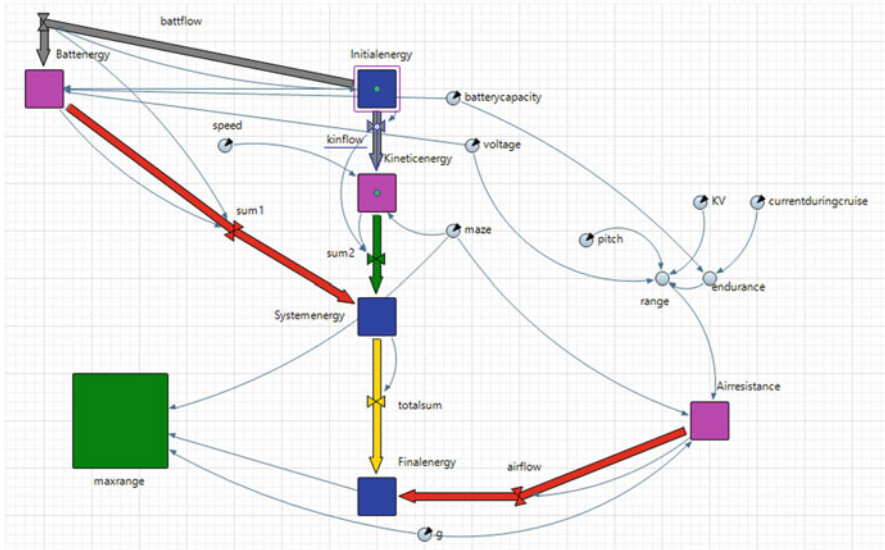 battflow
Battenergy
Initialenergy
batterycapacity
speed
kinflow
voltage
Kineticenergy
KV
currentduringcruise
sum1
maze
pitch
sum2
endurance
range
Systemenergy
Airresistance
totalsum
Finalenergy
airflow
maxrange
g